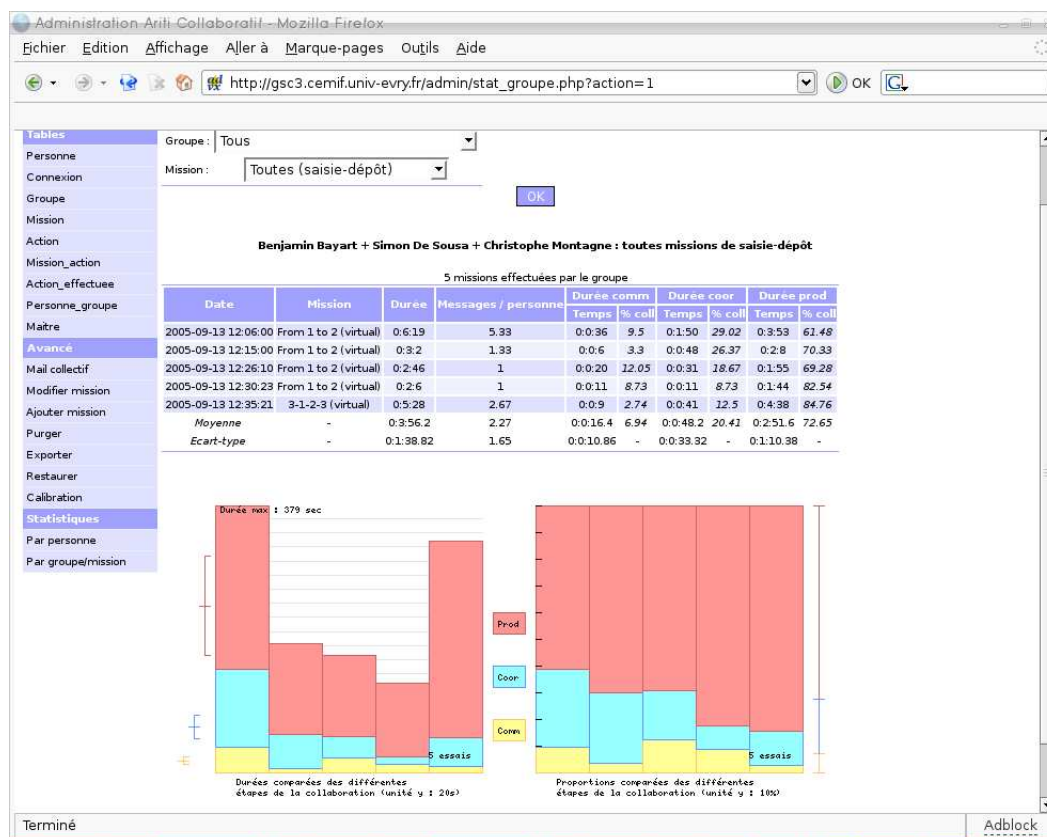 Administration Ariti Collaboratif - Mozilla Firefox
Fichier Edition Affichage Aller à Marque-pages Outils Aide
http://gsc3.cemif.univ-evry.fr/admin/stat_groupe.php?action=1 OK G
Tables
Personne
Connexion
Groupe
Mission
Action
Mission_action
Action_effectuee
Personne_groupe
Maitre
Avancé
Mail collectif
Modifier mission
Ajouter mission
Purger
Exporter
Restaurer
Calibration
Statistiques
Par personne
Par groupe/mission
Groupe : Tous
Mission : Toutes (saisie-dépôt)
OK
Benjamin Bayart + Simon De Sousa + Christophe Montagne : toutes missions de saisie-dépôt
5 missions effectuées par le groupe
Date Mission Durée Messages / personne Durée comm Durée coor Durée prod
Temps % coll Temps % coll Temps % coll
2005-09-13 12:06:00 From 1 to 2 (virtual) 0:6:19 5.33 0:0:36 9.5 0:1:50 29.02 0:3:53 61.48
2005-09-13 12:15:00 From 1 to 2 (virtual) 0:3:2 1.33 0:0:6 3.3 0:0:48 26.37 0:2:8 70.33
2005-09-13 12:26:10 From 1 to 2 (virtual) 0:2:46 1 0:0:20 12.05 0:0:31 18.67 0:1:55 69.28
2005-09-13 12:30:23 From 1 to 2 (virtual) 0:2:6 1 0:0:11 8.73 0:0:11 8.73 0:1:44 82.54
2005-09-13 12:35:21 3-1-2-3 (virtual) 0:5:28 2.67 0:0:9 2.74 0:0:41 12.5 0:4:38 84.76
Moyenne - 0:3:56.2 2.27 0:0:16.4 6.94 0:0:48.2 20.41 0:2:51.6 72.65
Ecart-type - 0:1:38.82 1.65 0:0:10.86 - 0:0:33.32 - 0:1:10.38 -
Durée max : 379 sec
Prod
Coor
Comm
5 essais
5 essais
Durées comparées des différentes
étapes de la collaboration (unité y : 20s)
Proportions comparées des différentes
étapes de la collaboration (unité y : 10%)
Terminé
Adblock